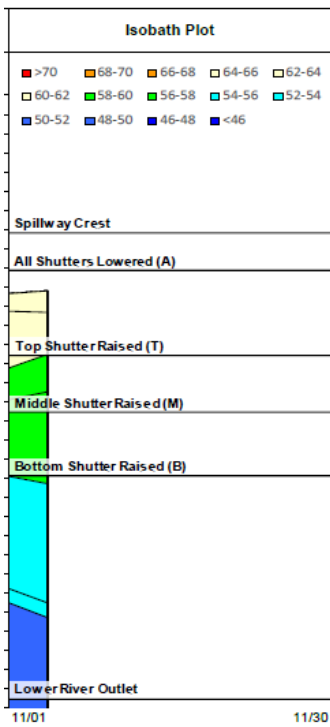 Isobath Plot
>70 68-70 66-68 64-66 62-64
60-62 58-60 56-58 54-56 52-54
50-52 48-50 46-48 <46
Spillway Crest
All Shutters Lowered (A)
Top Shutter Raised (T)
Middle Shutter Raised (M)
Bottom Shutter Raised (B)
Lower River Outlet
11/01 11/30